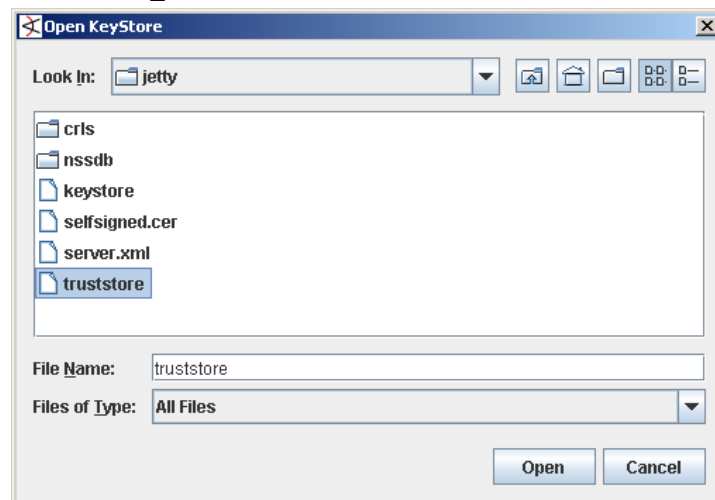 Open KeyStore
Look In: jetty
crls
nssdb
keystore
selfsigned.cer
server.xml
truststore
File Name: truststore
Files of Type: All Files
Open Cancel